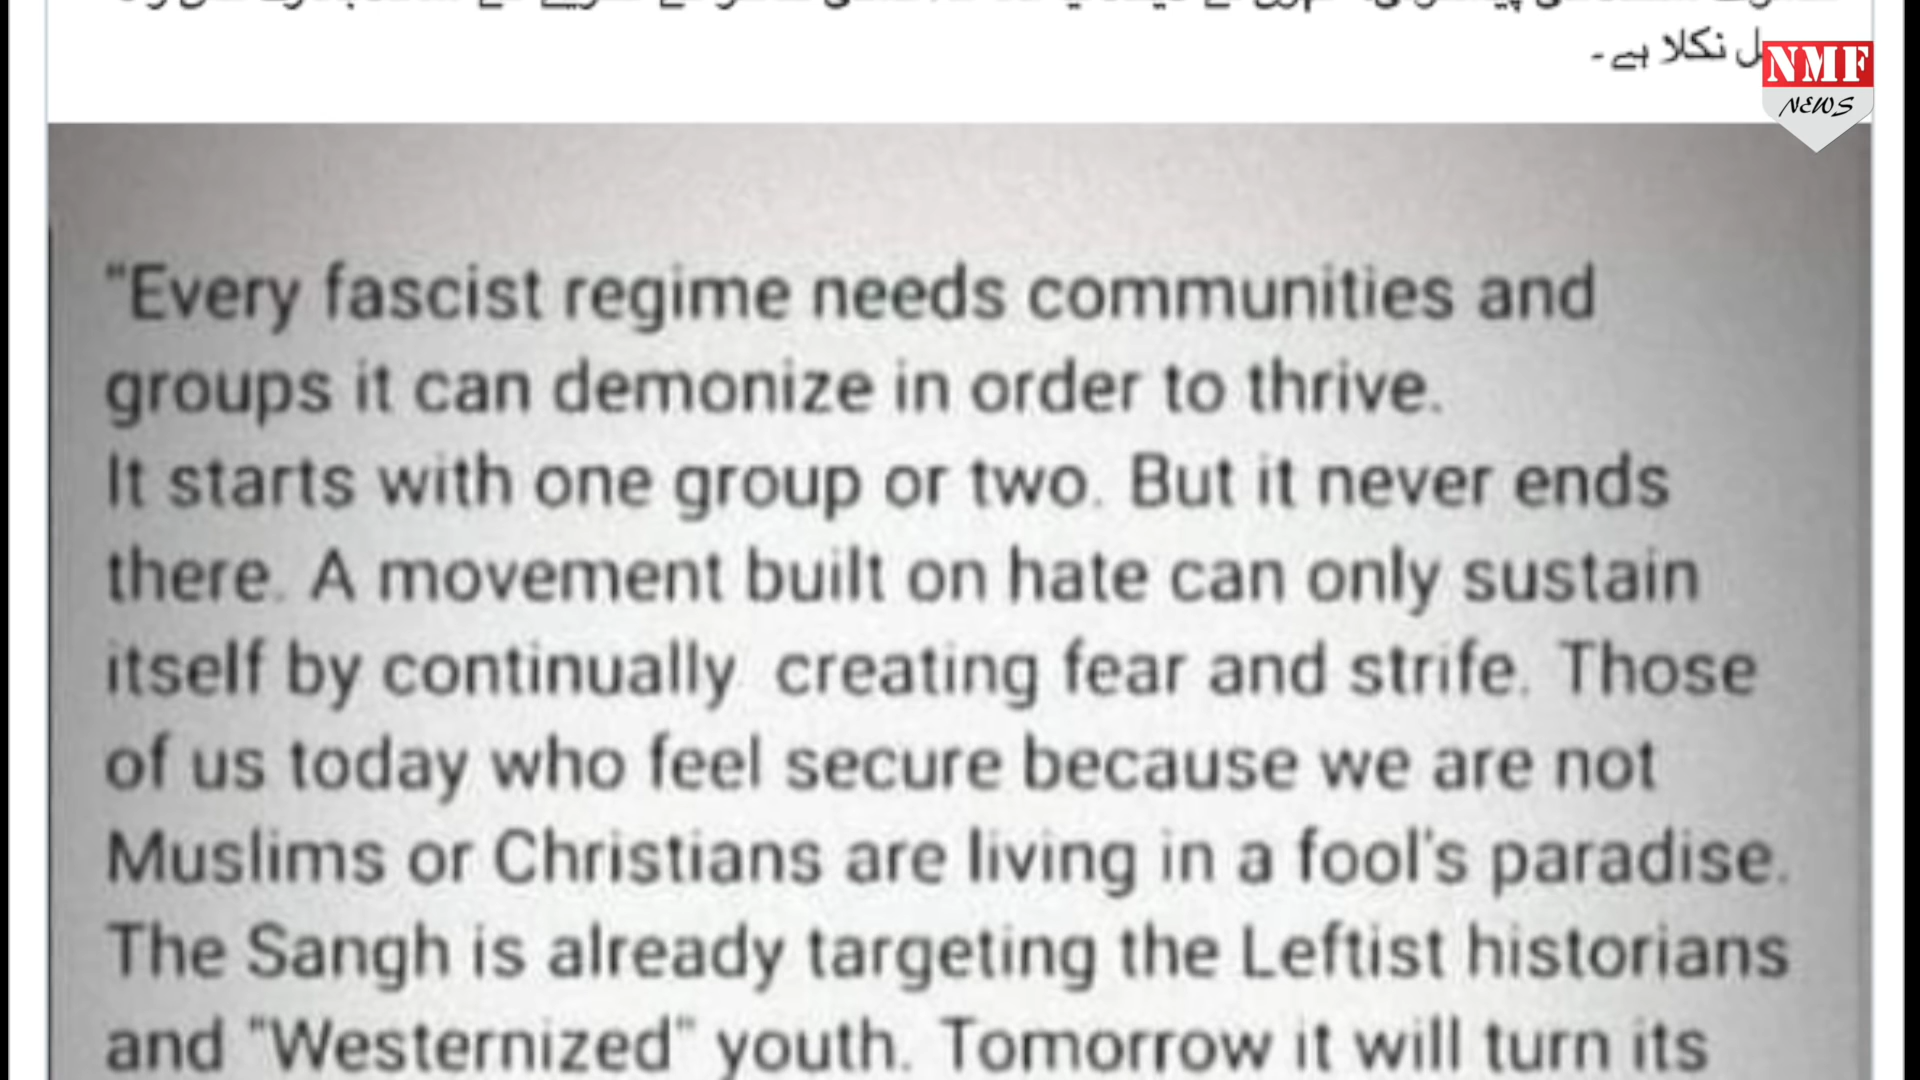 نکلا ہے۔
NMF
NEWS
"Every fascist regime needs communities and
groups it can demonize in order to thrive.
It starts with one group or two. But it never ends
there. A movement built on hate can only sustain
itself by continually creating fear and strife. Those
of us today who feel secure because we are not
Muslims or Christians are living in a fool's paradise.
The Sangh is already targeting the Leftist historians
and "Westernized" youth. Tomorrow it will turn its